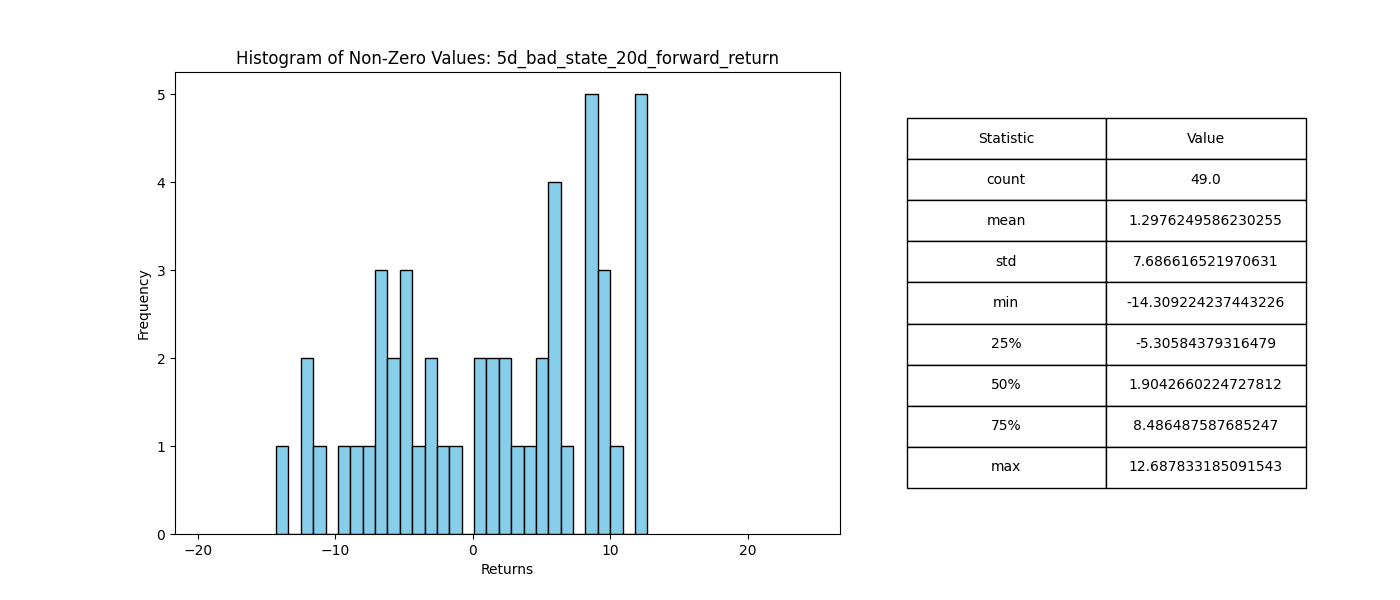 Histogram of Non-Zero Values: 5d_bad_state_20d_forward_return
Frequency
5
4
3
2
1
0
−20
−10
0
10
20
Returns
Statistic Value
count 49.0
mean 1.2976249586230255
std 7.686616521970631
min -14.309224237443226
25% -5.30584379316479
50% 1.9042660224727812
75% 8.486487587685247
max 12.687833185091543